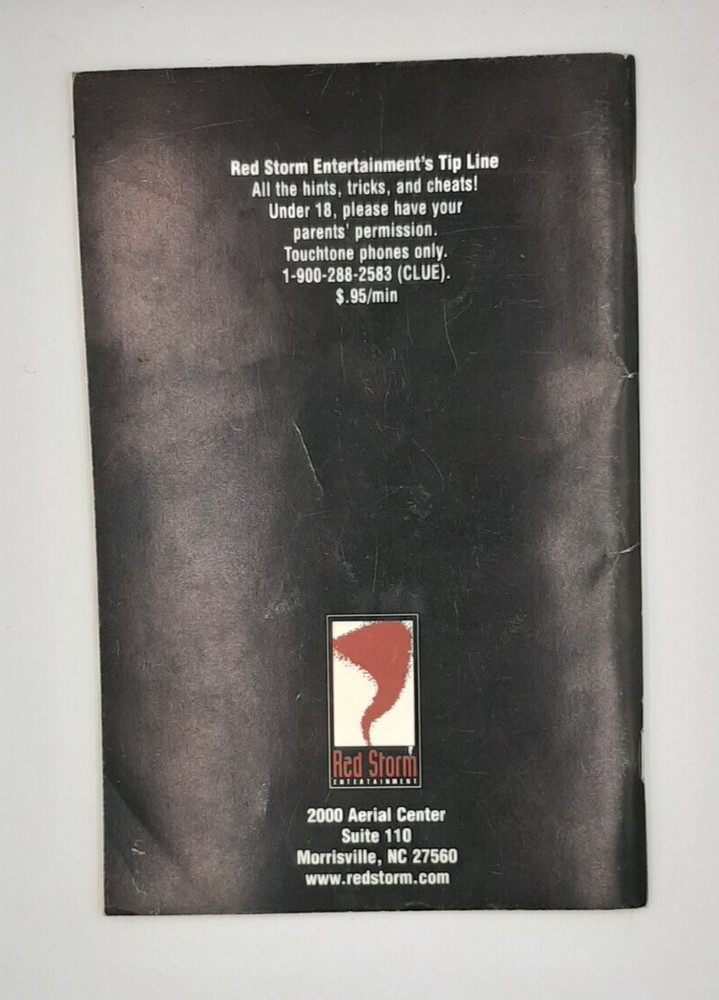 Red Storm Entertainment's Tip Line
All the hints, tricks, and cheats!
Under 18, please have your
parents' permission.
Touchtone phones only.
1-900-288-2583 (CLUE).
$.95/min
Red Storm
ENTERTAINMENT
2000 Aerial Center
Suite 110
Morrisville, NC 27560
www.redstorm.com